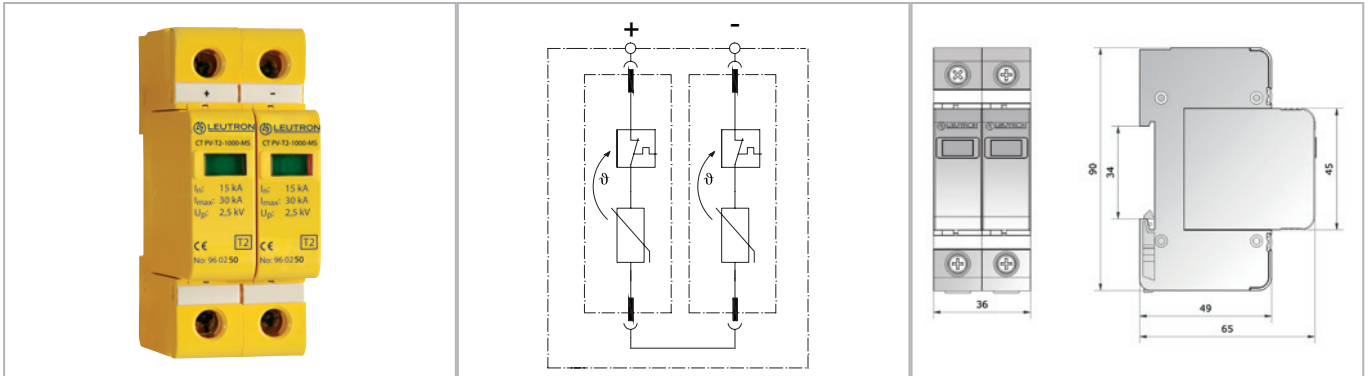 + -
LEUTRON LEUTRON
CT PV-T2-1000-MS CT PV-T2-1000-MS
In: 15 kA In: 15 kA
Imax: 30 kA Imax: 30 kA
Up: 2,5 kV Up: 2,5 kV
CE T2 CE T2
No: 96 02 50 No: 96 02 50
+ -
ϑ ϑ
LEUTRON LEUTRON
90
34
45
36
49
65